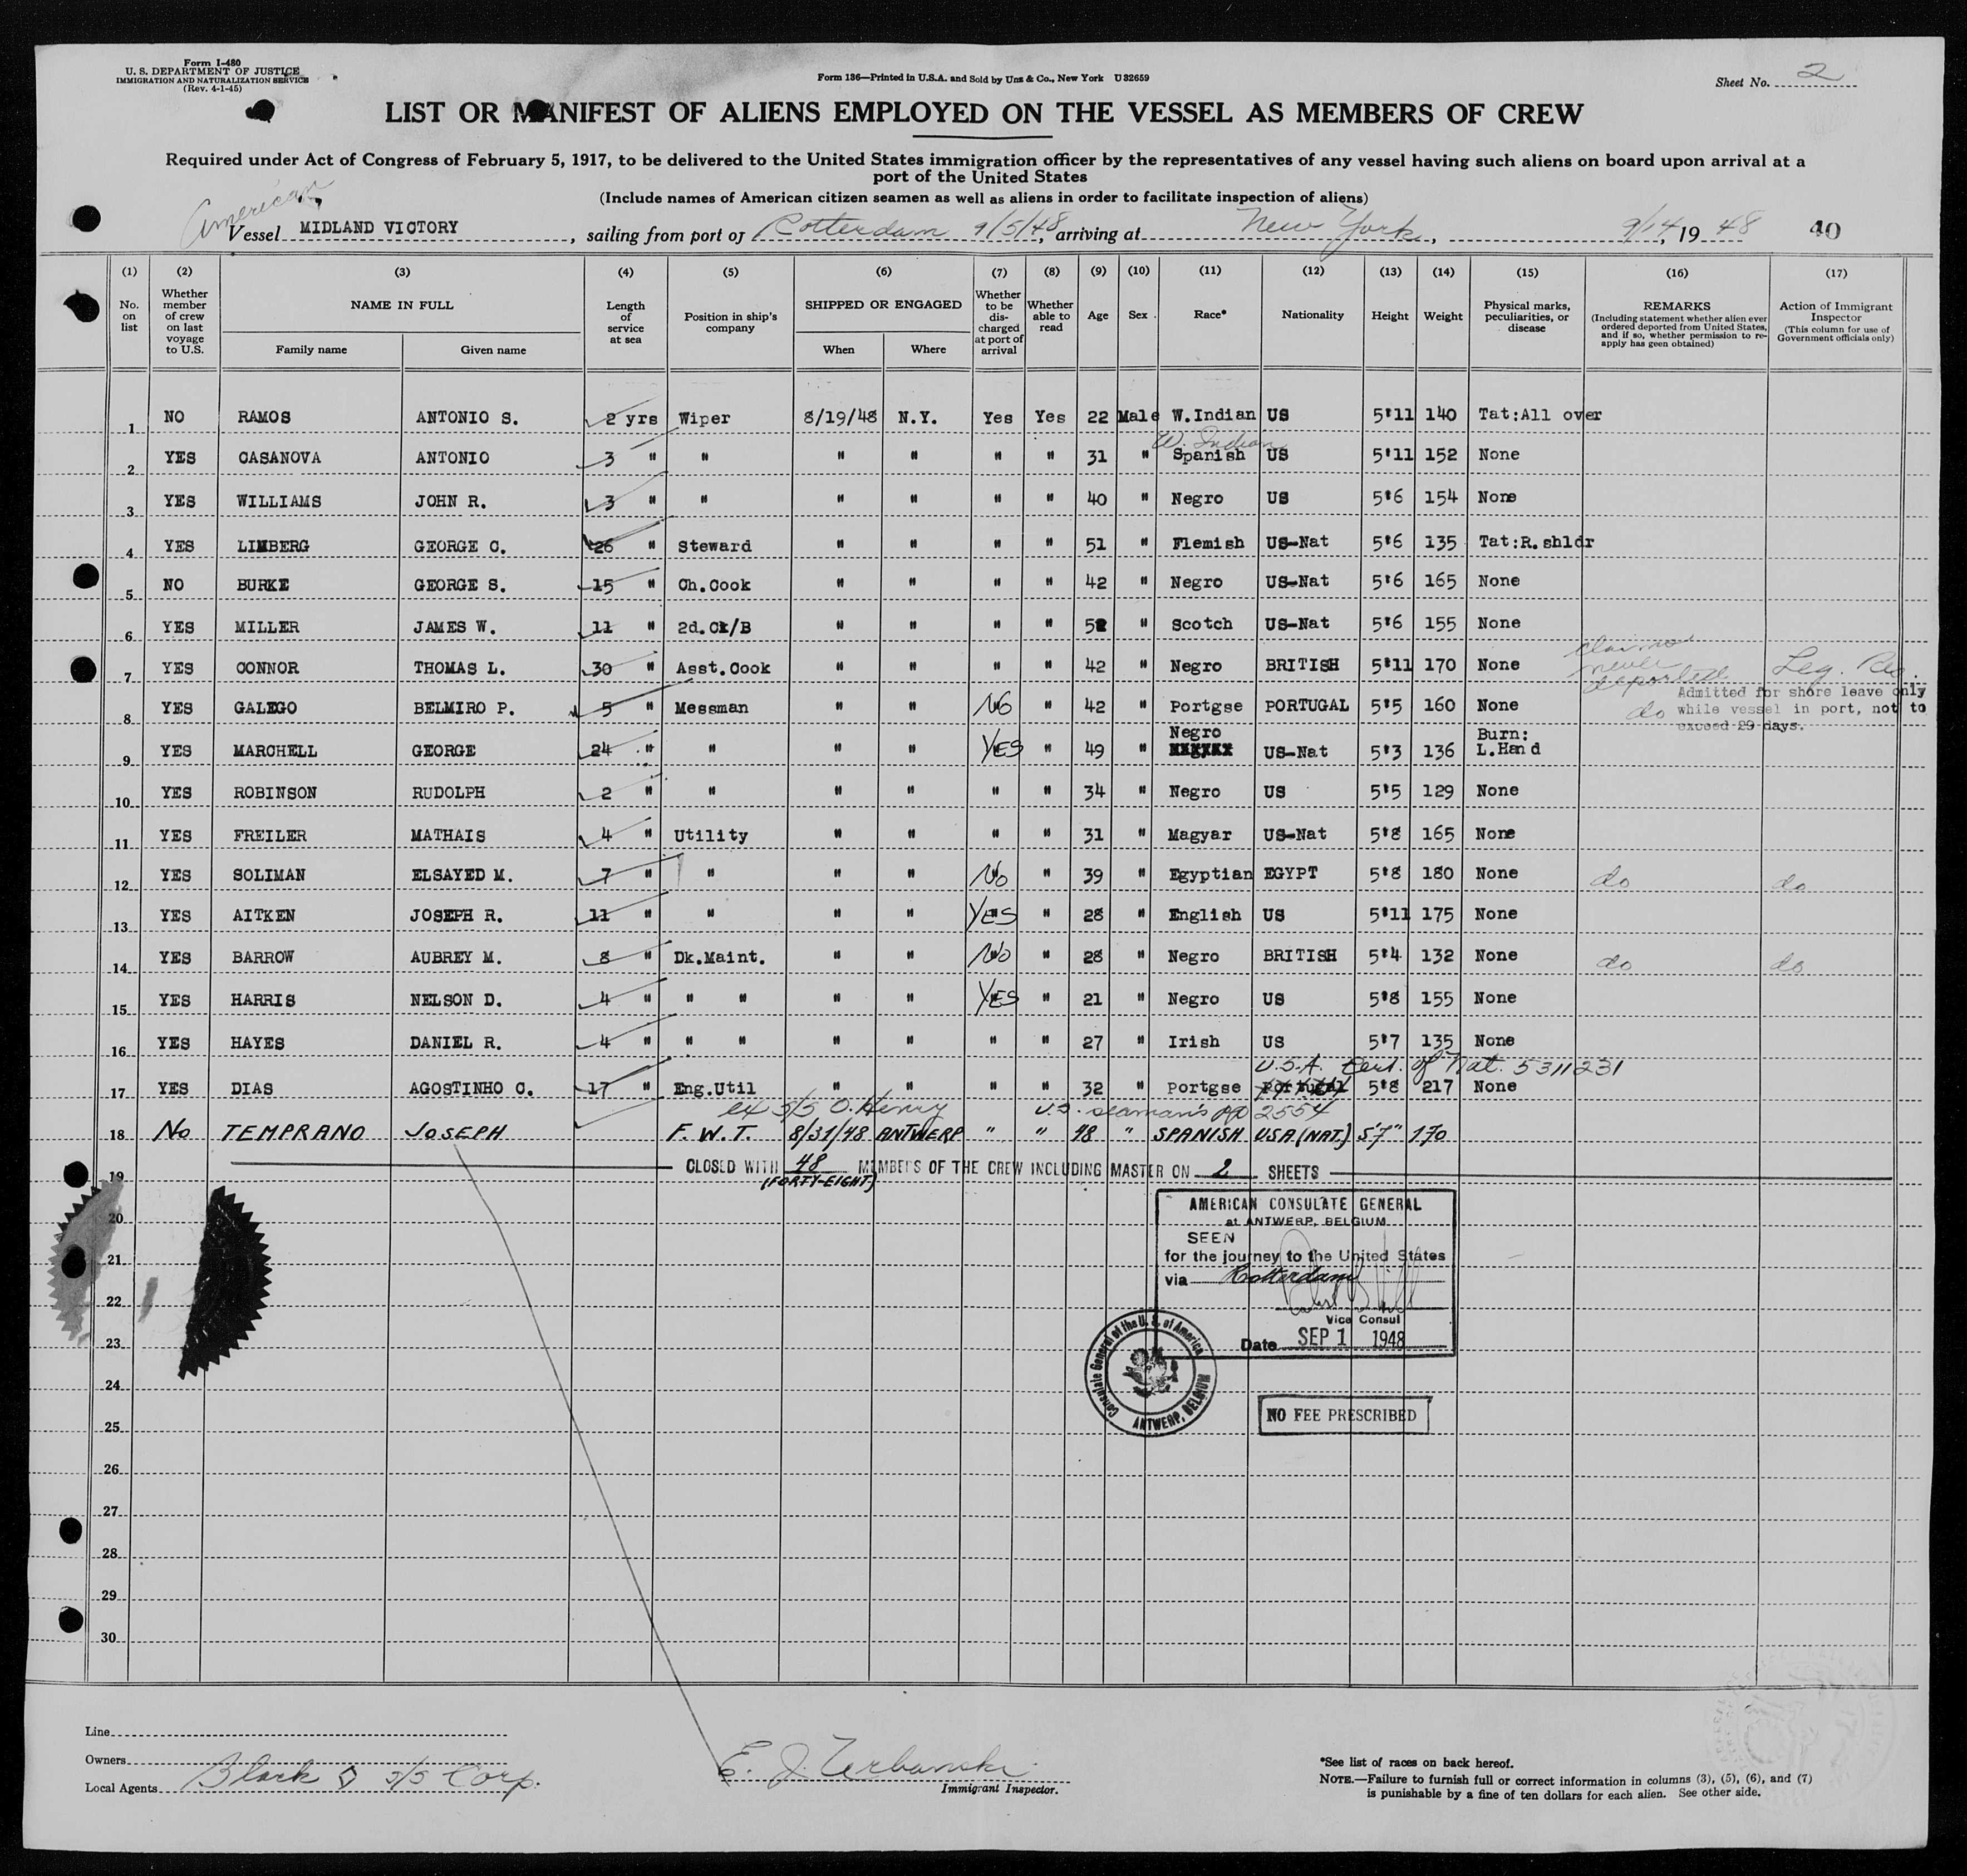 Form I-480
U. S. DEPARTMENT OF JUSTICE
IMMIGRATION AND NATURALIZATION SERVICE
(Rev. 4-1-45)
Form 136—Printed in U.S.A. and Sold by Unz & Co., New York U 32659
Sheet No. 2
LIST OR MANIFEST OF ALIENS EMPLOYED ON THE VESSEL AS MEMBERS OF CREW
Required under Act of Congress of February 5, 1917, to be delivered to the United States immigration officer by the representatives of any vessel having such aliens on board upon arrival at a
port of the United States
(Include names of American citizen seamen as well as aliens in order to facilitate inspection of aliens)
American
Vessel MIDLAND VICTORY, sailing from port of Rotterdam 9/5/48, arriving at New York, 9/14, 19 48 40
(1) (2) (3) (4) (5) (6) (7) (8) (9) (10) (11) (12) (13) (14) (15) (16) (17)
No. on list
Whether member of crew on last voyage to U.S.
NAME IN FULL
Family name Given name
Length of service at sea
Position in ship's company
SHIPPED OR ENGAGED
When Where
Whether to be discharged at port of arrival
Whether able to read
Age
Sex
Race*
Nationality
Height
Weight
Physical marks, peculiarities, or disease
REMARKS
(Including statement whether alien ever ordered deported from United States, and if so, whether permission to re-apply has geen obtained)
Action of Immigrant Inspector
(This column for use of Government officials only)
1 NO RAMOS ANTONIO S. 2 yrs Wiper 8/19/48 N.Y. Yes Yes 22 Male W.Indian US 5'11 140 Tat:All over
W. Indian
2 YES CASANOVA ANTONIO 3 " " " " " " 31 " Spanish US 5'11 152 None
3 YES WILLIAMS JOHN R. 3 " " " " " " 40 " Negro US 5'6 154 None
4 YES LIMBERG GEORGE C. 26 " Steward " " " " 51 " Flemish US-Nat 5'6 135 Tat:R.shldr
5 NO BURKE GEORGE S. 15 " Ch.Cook " " " " 42 " Negro US-Nat 5'6 165 None
6 YES MILLER JAMES W. 11 " 2d.Ck/B " " " " 52 " Scotch US-Nat 5'6 155 None
7 YES CONNOR THOMAS L. 30 " Asst.Cook " " " " 42 " Negro BRITISH 5'11 170 None claims never deported
Admitted for shore leave only
while vessel in port, not to
exceed 29 days.
8 YES GALEGO BELMIRO P. 5 " Messman " " No " 42 " Portgse PORTUGAL 5'5 160 None do
9 YES MARCHELL GEORGE 24 " " " " YES " 49 " Negro US-Nat 5'3 136 Burn: L.Hand
10 YES ROBINSON RUDOLPH 2 " " " " " " 34 " Negro US 5'5 129 None
11 YES FREILER MATHAIS 4 " Utility " " " " 31 " Magyar US-Nat 5'8 165 None
12 YES SOLIMAN ELSAYED M. 7 " " " " No " 39 " Egyptian EGYPT 5'8 180 None do do
13 YES AITKEN JOSEPH R. 11 " " " " YES " 28 " English US 5'11 175 None
14 YES BARROW AUBREY M. 8 " Dk.Maint. " " No " 28 " Negro BRITISH 5'4 132 None do do
15 YES HARRIS NELSON D. 4 " " " " " YES " 21 " Negro US 5'8 155 None
16 YES HAYES DANIEL R. 4 " " " " " " " 27 " Irish US 5'7 135 None
U.S.A. Cert. of Nat. 5311231
17 YES DIAS AGOSTINHO C. 17 " Eng.Util " " " " 32 " Portgse Portugal 5'8 217 None
ex S/S O. Henry U.S. seaman's pp 2554
18 No TEMPRANO JOSEPH F.W.T. 8/31/48 ANTWERP " " 48 " SPANISH USA (NAT.) 5'7" 170
19 CLOSED WITH 48 MEMBERS OF THE CREW INCLUDING MASTER ON 2 SHEETS
(FORTY-EIGHT)
20
21
22
23
24
25
26
27
28
29
30
AMERICAN CONSULATE GENERAL
at ANTWERP, BELGIUM
SEEN
for the journey to the United States
via Rotterdam
Vice Consul
Date SEP 1 1948
Consulate General of the U. S. of America
ANTWERP, BELGIUM
NO FEE PRESCRIBED
Line
Owners
Local Agents Black S/S Corp.
E. J. Urbanski
Immigrant Inspector.
*See list of races on back hereof.
NOTE.—Failure to furnish full or correct information in columns (3), (5), (6), and (7)
is punishable by a fine of ten dollars for each alien. See other side.